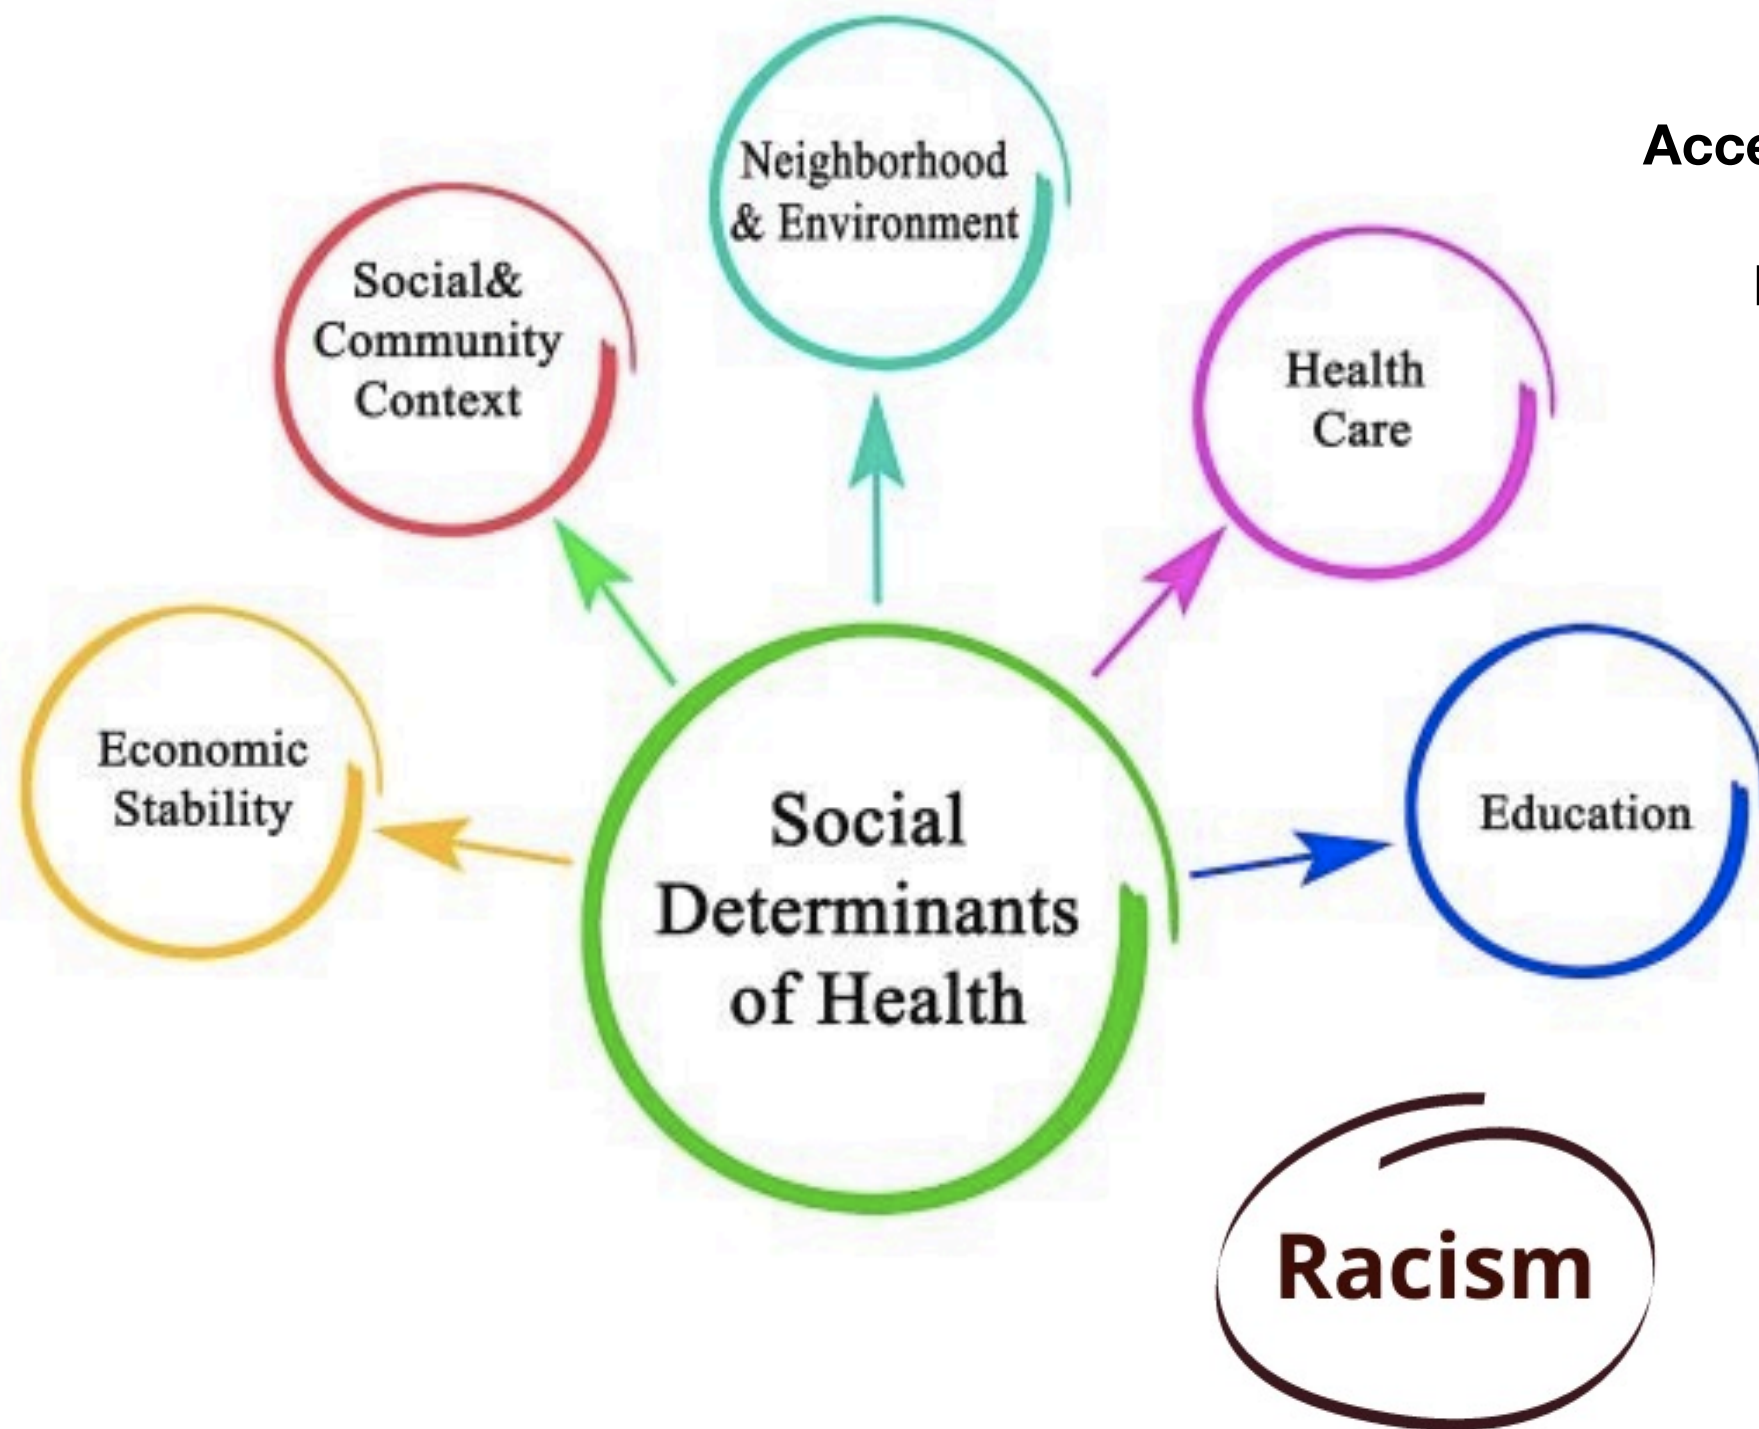 Neighborhood
& Environment
Social&
Community
Context
Health
Care
Economic
Stability
Social
Determinants
of Health
Education
Racism